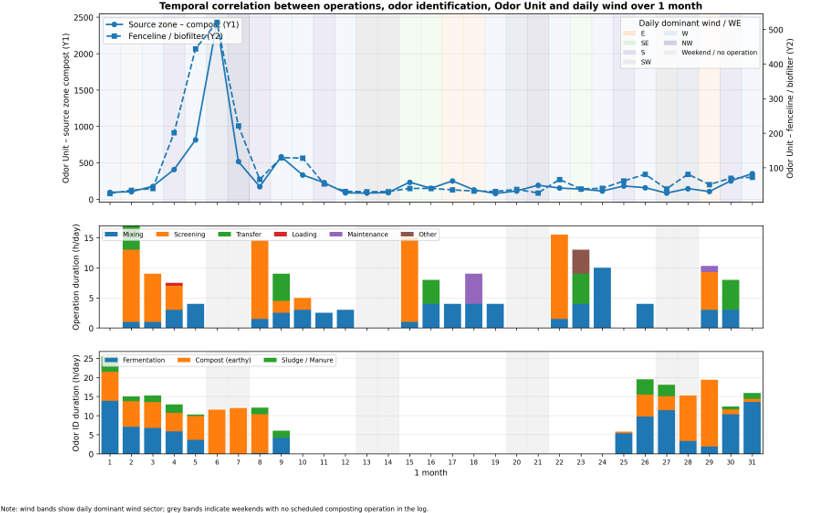 Temporal correlation between operations, odor identification, Odor Unit and daily wind over 1 month
Odor Unit – source zone compost (Y1)
2500
2000
1500
1000
500
0
Source zone – compost (Y1)
Fenceline / biofilter (Y2)
Daily dominant wind / WE
E
SE
S
SW
W
NW
Weekend / no operation
500
400
300
200
100
Odor Unit – fenceline / biofilter (Y2)
Operation duration (h/day)
15
10
5
0
Mixing
Screening
Transfer
Loading
Maintenance
Other
Odor ID duration (h/day)
25
20
15
10
5
0
Fermentation
Compost (earthy)
Sludge / Manure
1 2 3 4 5 6 7 8 9 10 11 12 13 14 15 16 17 18 19 20 21 22 23 24 25 26 27 28 29 30 31
1 month
Note: wind bands show daily dominant wind sector; grey bands indicate weekends with no scheduled composting operation in the log.